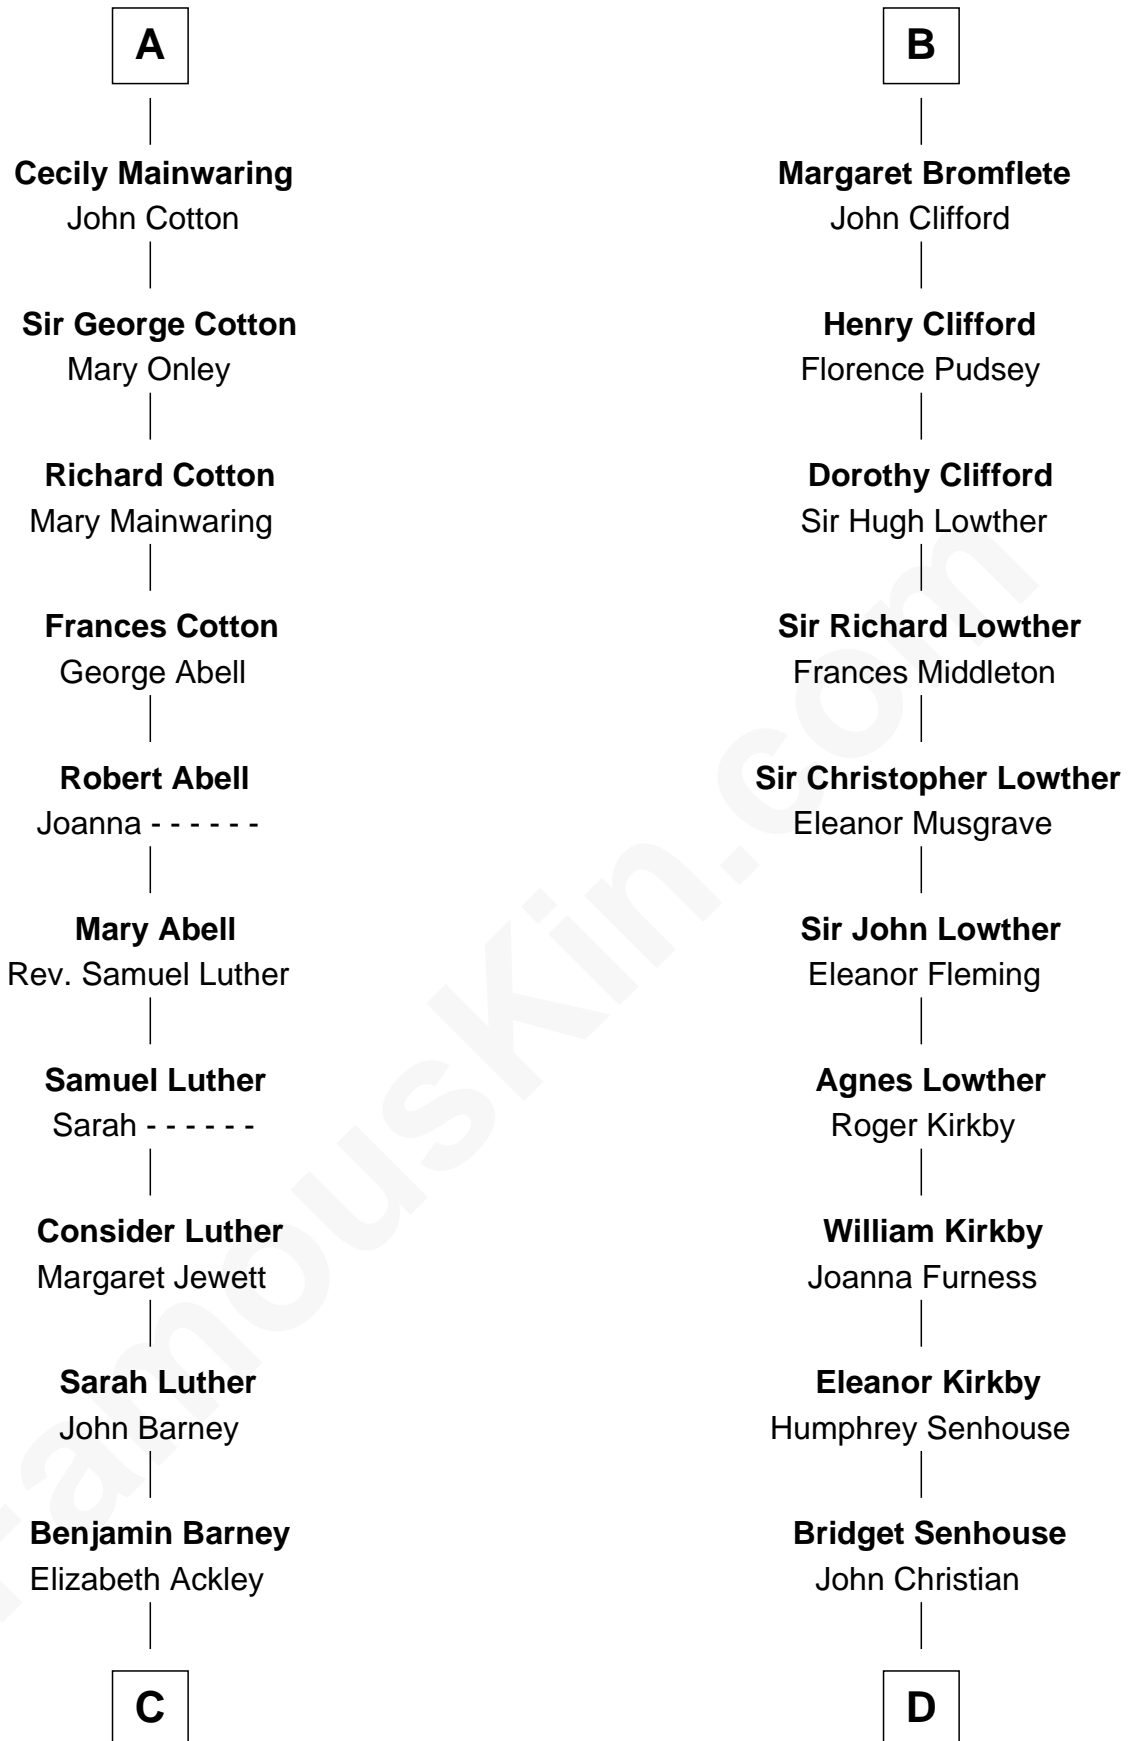 A
Cecily Mainwaring
John Cotton
Sir George Cotton
Mary Onley
Richard Cotton
Mary Mainwaring
Frances Cotton
George Abell
Robert Abell
Joanna - - - - - -
Mary Abell
Rev. Samuel Luther
Samuel Luther
Sarah - - - - - -
Consider Luther
Margaret Jewett
Sarah Luther
John Barney
Benjamin Barney
Elizabeth Ackley
C
B
Margaret Bromflete
John Clifford
Henry Clifford
Florence Pudsey
Dorothy Clifford
Sir Hugh Lowther
Sir Richard Lowther
Frances Middleton
Sir Christopher Lowther
Eleanor Musgrave
Sir John Lowther
Eleanor Fleming
Agnes Lowther
Roger Kirkby
William Kirkby
Joanna Furness
Eleanor Kirkby
Humphrey Senhouse
Bridget Senhouse
John Christian
D
FamousKin.com